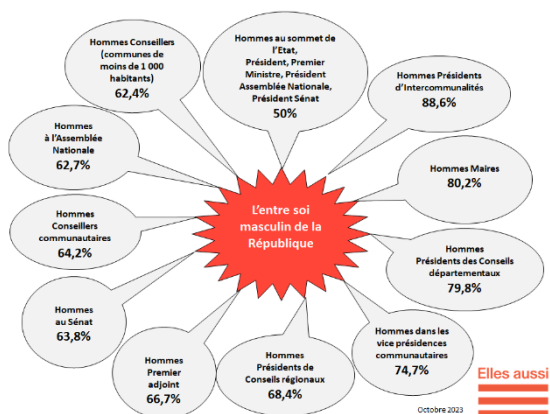 Hommes Conseillers
(communes de
moins de 1 000
habitants)
62,4%
Hommes au sommet de
l'Etat,
Président, Premier
Ministre, Président
Assemblée Nationale,
Président Sénat
50%
Hommes Présidents
d'Intercommunalités
88,6%
Hommes
à l'Assemblée
Nationale
62,7%
Hommes Maires
80,2%
L'entre soi
masculin de la
République
Hommes
Conseillers
communautaires
64,2%
Hommes
Présidents des Conseils
départementaux
79,8%
Hommes
au Sénat
63,8%
Hommes dans les
vice présidences
communautaires
74,7%
Hommes
Premier
adjoint
66,7%
Hommes
Présidents de
Conseils régionaux
68,4%
Elles aussi
Octobre 2023